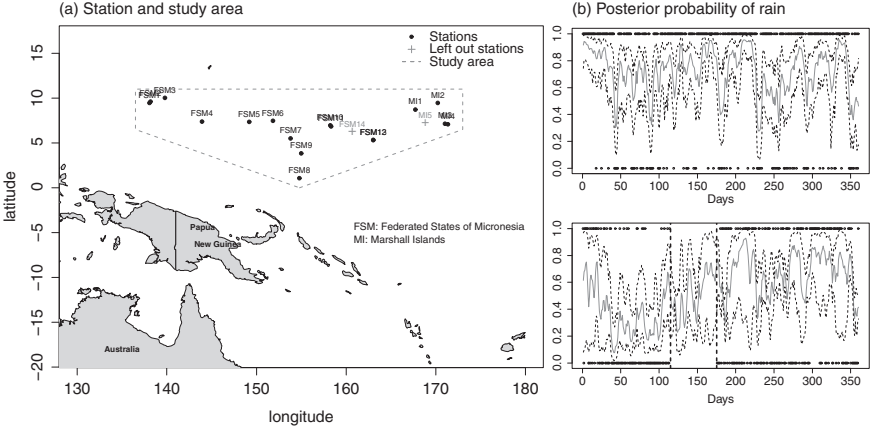 (a) Station and study area
Stations
Left out stations
Study area
latitude
15
10
5
0
−5
−10
−15
−20
FSM3
FSM4
FSM5
FSM6
FSM7
FSM9
FSM8
FSM14
MI1
MI2
MI5
FSM: Federated States of Micronesia
MI: Marshall Islands
Papua
New Guinea
Australia
130 140 150 160 170 180
longitude
(b) Posterior probability of rain
1.0
0.8
0.6
0.4
0.2
0.0
0 50 100 150 200 250 300 350
Days
1.0
0.8
0.6
0.4
0.2
0.0
0 50 100 150 200 250 300 350
Days